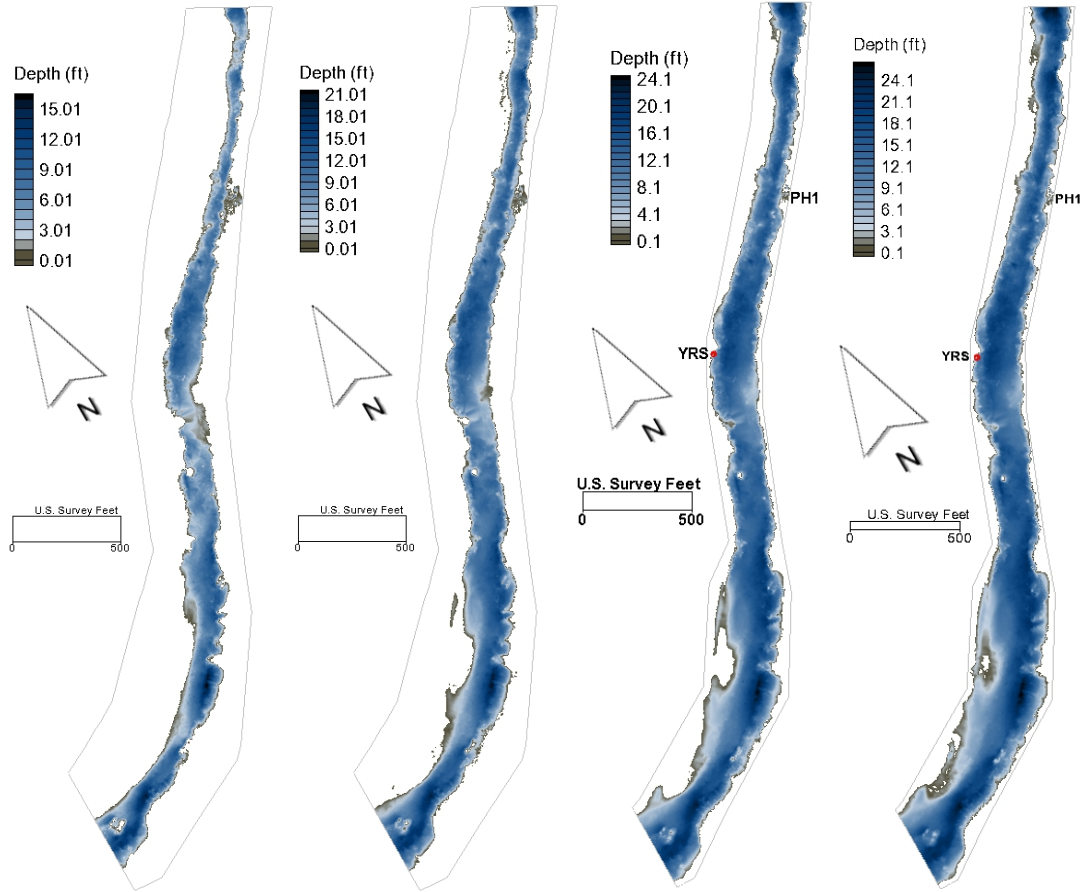 Depth (ft)
15.01
12.01
9.01
6.01
3.01
0.01
N
U.S. Survey Feet
0 500
Depth (ft)
21.01
18.01
15.01
12.01
9.01
6.01
3.01
0.01
N
U.S. Survey Feet
0 500
Depth (ft)
24.1
20.1
16.1
12.1
8.1
4.1
0.1
PH1
YRS
N
U.S. Survey Feet
0 500
Depth (ft)
24.1
21.1
18.1
15.1
12.1
9.1
6.1
3.1
0.1
PH1
YRS
N
U.S. Survey Feet
0 500